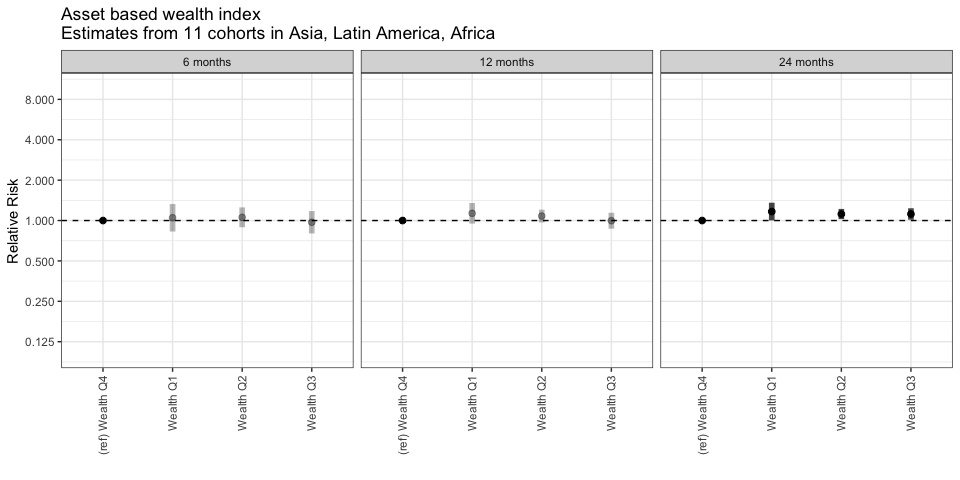 Asset based wealth index
Estimates from 11 cohorts in Asia, Latin America, Africa
6 months
12 months
24 months
Relative Risk
8.000
4.000
2.000
1.000
0.500
0.250
0.125
(ref) Wealth Q4
Wealth Q1
Wealth Q2
Wealth Q3
(ref) Wealth Q4
Wealth Q1
Wealth Q2
Wealth Q3
(ref) Wealth Q4
Wealth Q1
Wealth Q2
Wealth Q3